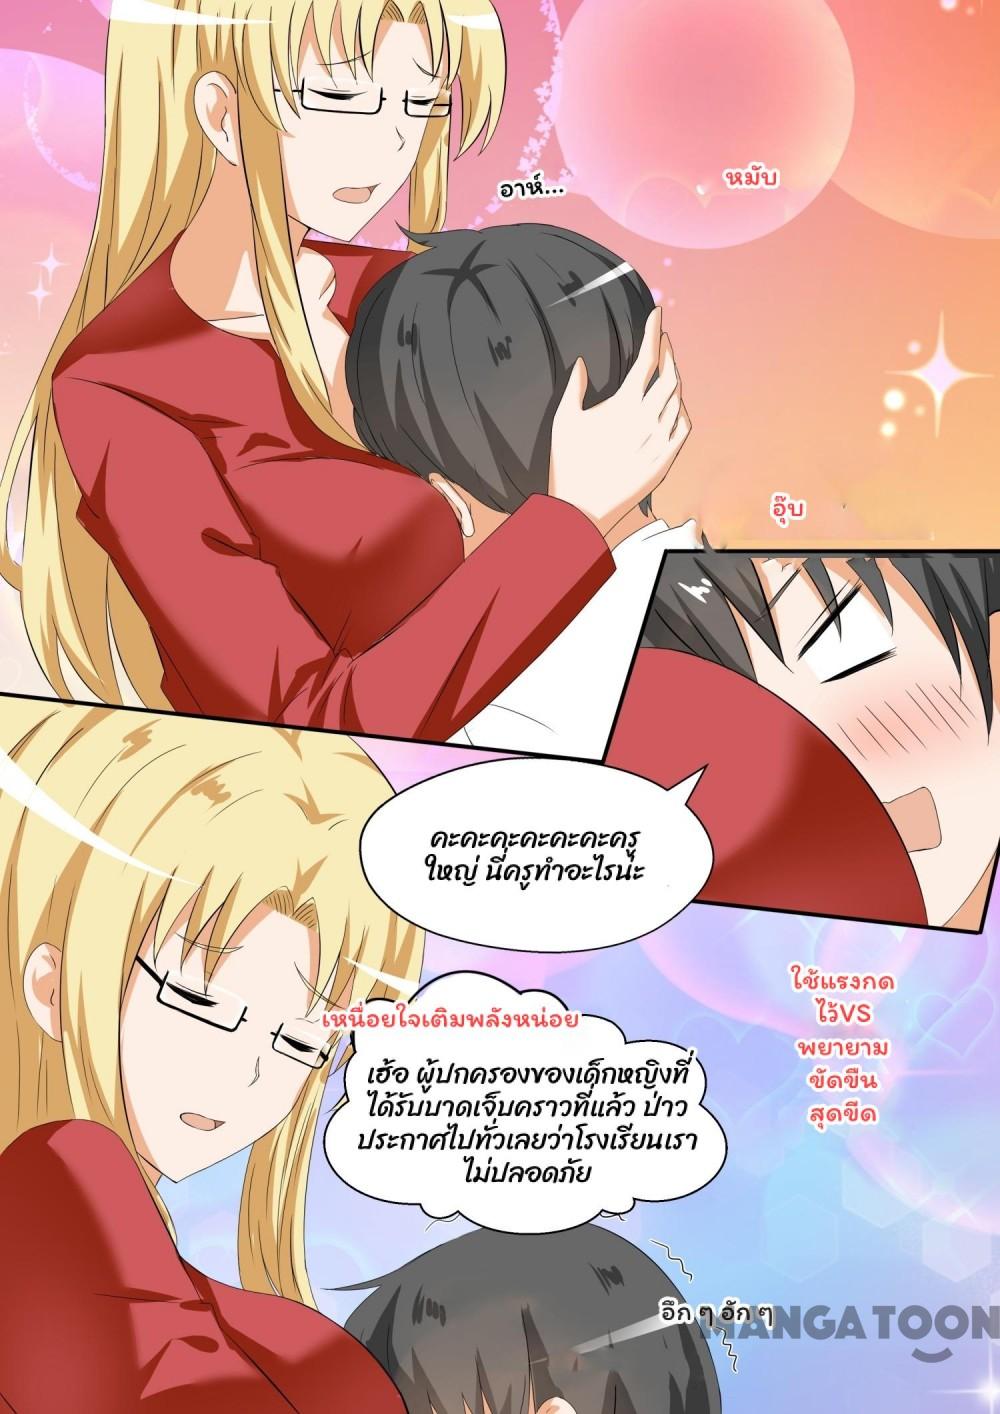 อาห์...
หมับ
อุ๊บ
คะคะคะคะคะคะครู
ใหญ่ นี่ครูทำอะไรน่ะ
ใช้แรงกด
ไว้VS
พยายาม
ขัดขืน
สุดขีด
เหนื่อยใจเติมพลังหน่อย
เฮ้อ ผู้ปกครองของเด็กหญิงที่
ได้รับบาดเจ็บคราวที่แล้ว ป่าว
ประกาศไปทั่วเลยว่าโรงเรียนเรา
ไม่ปลอดภัย
อึก ๆ ฮัก ๆ
MANGATOON